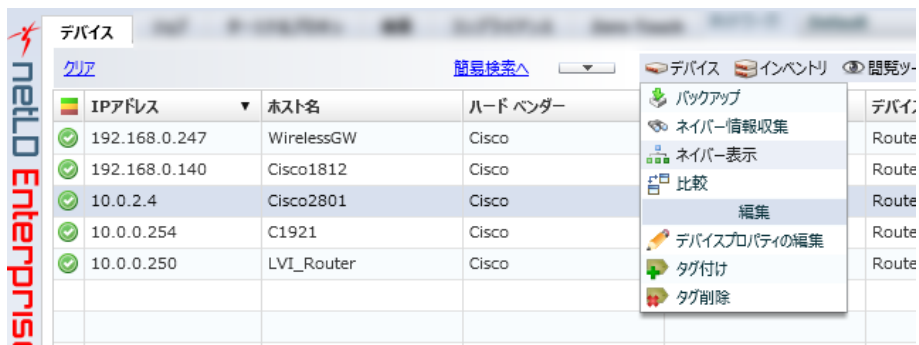 デバイス
クリア
簡易検索へ
デバイス インベントリ 閲覧ツー
IPアドレス ▼ ホスト名 ハード ベンダー デバイス
192.168.0.247 WirelessGW Cisco Route
192.168.0.140 Cisco1812 Cisco Route
10.0.2.4 Cisco2801 Cisco Route
10.0.0.254 C1921 Cisco Route
10.0.0.250 LVI_Router Cisco Route
バックアップ
ネイバー情報収集
ネイバー表示
比較
編集
デバイスプロパティの編集
タグ付け
タグ削除
netLD Enterprise